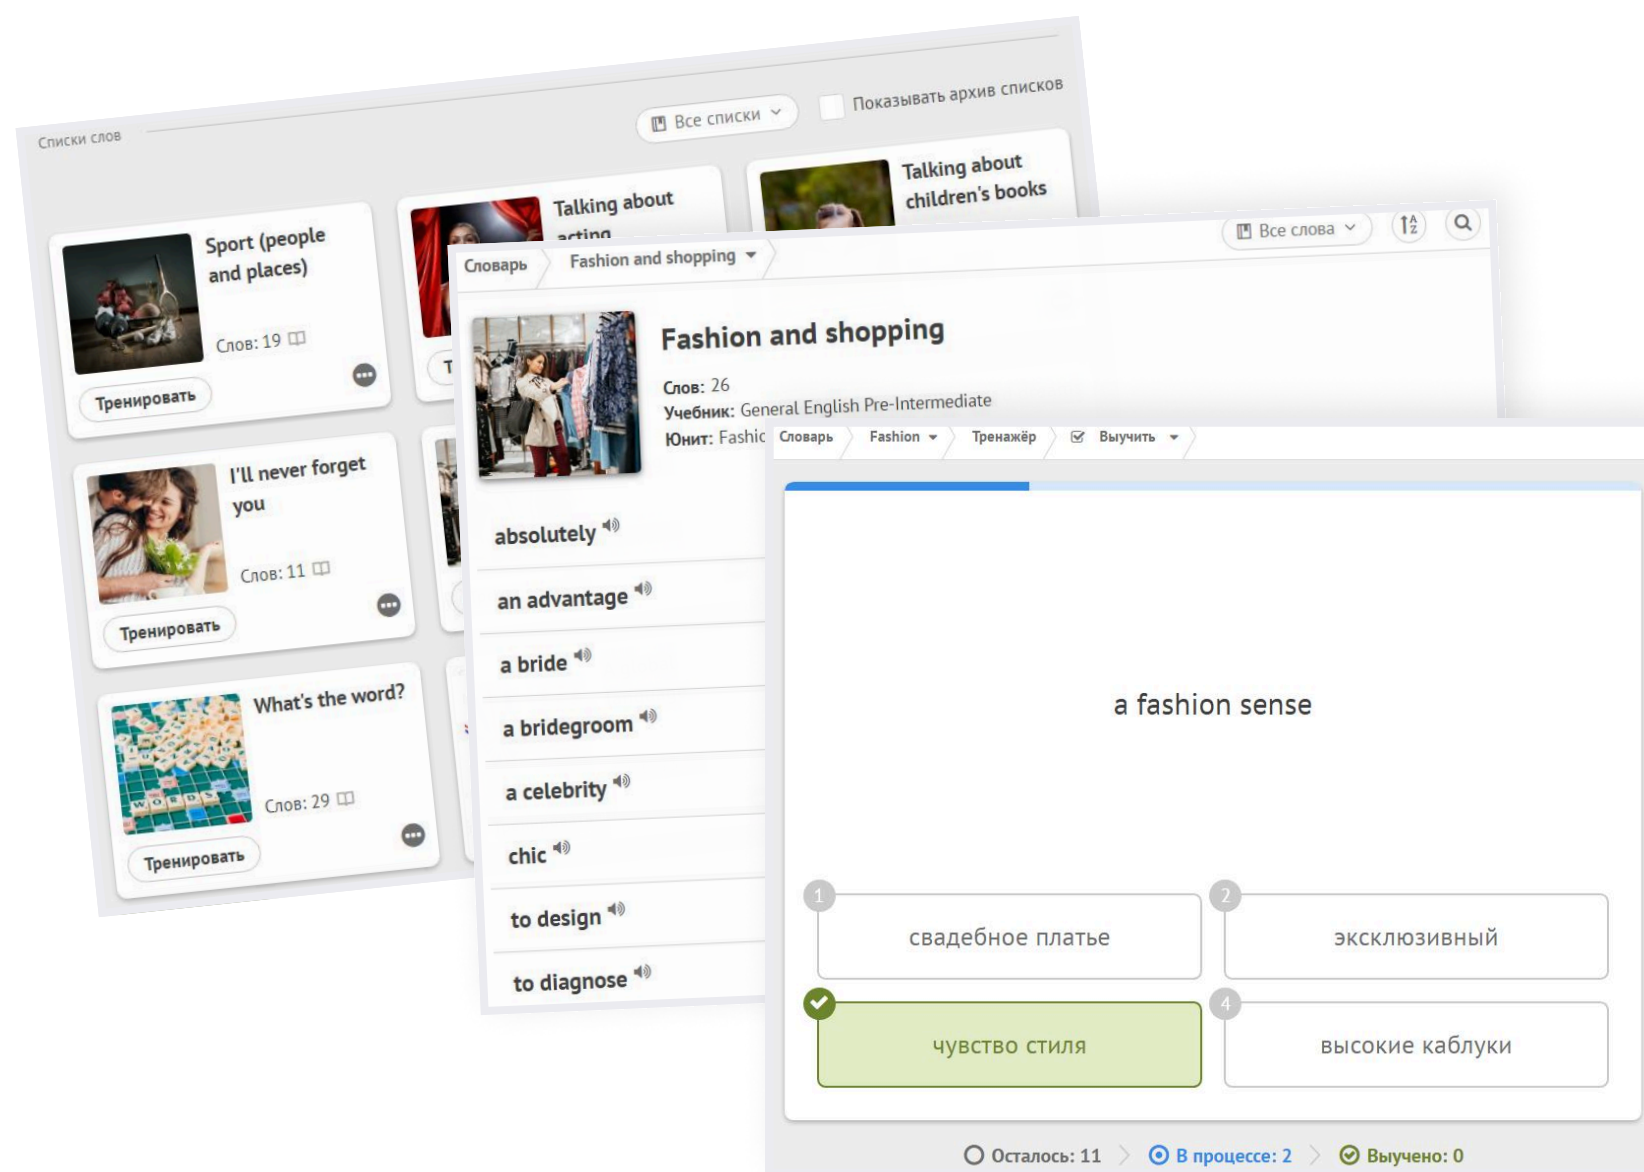 Списки слов
Все списки
Показывать архив списков
Sport (people
and places)
Слов: 19
Тренировать
Talking about
acting
Talking about
children's books
I'll never forget
you
Слов: 11
Тренировать
What's the word?
WORDS
Слов: 29
Тренировать
Словарь
Fashion and shopping
Все слова
Fashion and shopping
Слов: 26
Учебник: General English Pre-Intermediate
Юнит:
absolutely
an advantage
a bride
a bridegroom
a celebrity
chic
to design
to diagnose
Словарь
Fashion
Тренажёр
Выучить
a fashion sense
1
свадебное платье
2
эксклюзивный
чувство стиля
4
высокие каблуки
Осталось: 11
В процессе: 2
Выучено: 0